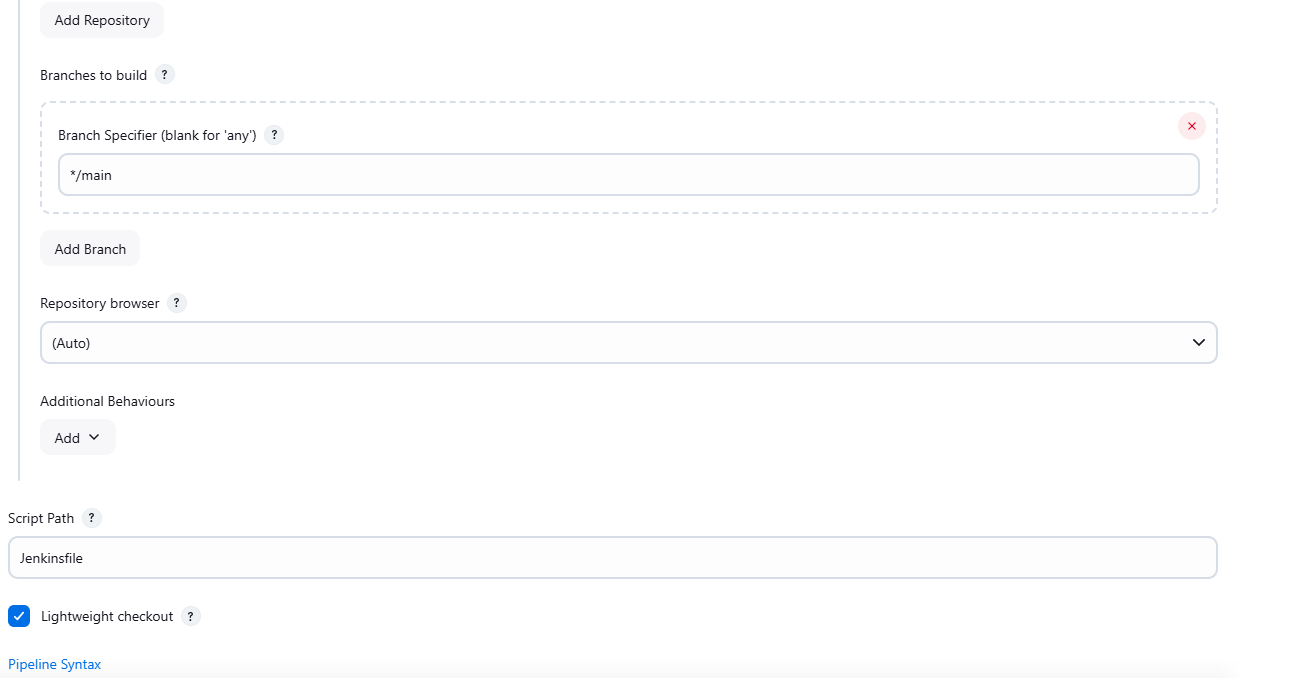 Add Repository
Branches to build ?
Branch Specifier (blank for 'any') ?
*/main
Add Branch
Repository browser ?
(Auto)
Additional Behaviours
Add
Script Path ?
Jenkinsfile
Lightweight checkout ?
Pipeline Syntax